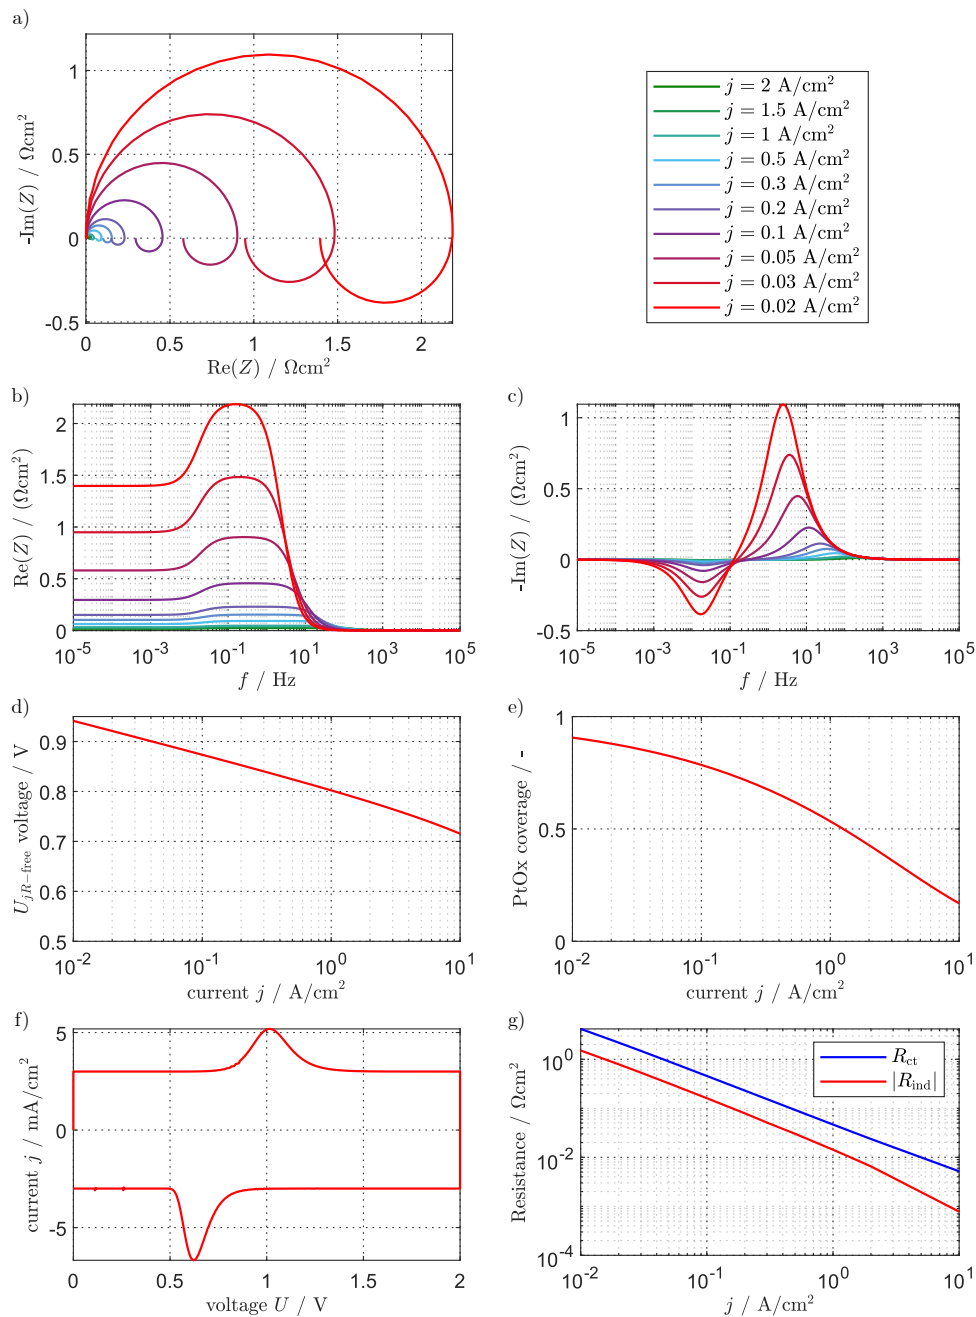 a)
-Im(Z) / Ωcm²
1
0.5
0
-0.5
0 0.5 1 1.5 2
Re(Z) / Ωcm²
j = 2 A/cm²
j = 1.5 A/cm²
j = 1 A/cm²
j = 0.5 A/cm²
j = 0.3 A/cm²
j = 0.2 A/cm²
j = 0.1 A/cm²
j = 0.05 A/cm²
j = 0.03 A/cm²
j = 0.02 A/cm²
b)
Re(Z) / (Ωcm²)
2
1.5
1
0.5
0
10⁻⁵ 10⁻³ 10⁻¹ 10¹ 10³ 10⁵
f / Hz
c)
-Im(Z) / (Ωcm²)
1
0.5
0
-0.5
10⁻⁵ 10⁻³ 10⁻¹ 10¹ 10³ 10⁵
f / Hz
d)
U_{jR−free} voltage / V
0.9
0.8
0.7
0.6
0.5
10⁻² 10⁻¹ 10⁰ 10¹
current j / A/cm²
e)
PtOx coverage / -
1
0.5
0
10⁻² 10⁻¹ 10⁰ 10¹
current j / A/cm²
f)
current j / mA/cm²
5
0
-5
0 0.5 1 1.5 2
voltage U / V
g)
Resistance / Ωcm²
10⁰
10⁻²
10⁻⁴
R_{ct}
|R_{ind}|
10⁻² 10⁻¹ 10⁰ 10¹
j / A/cm²